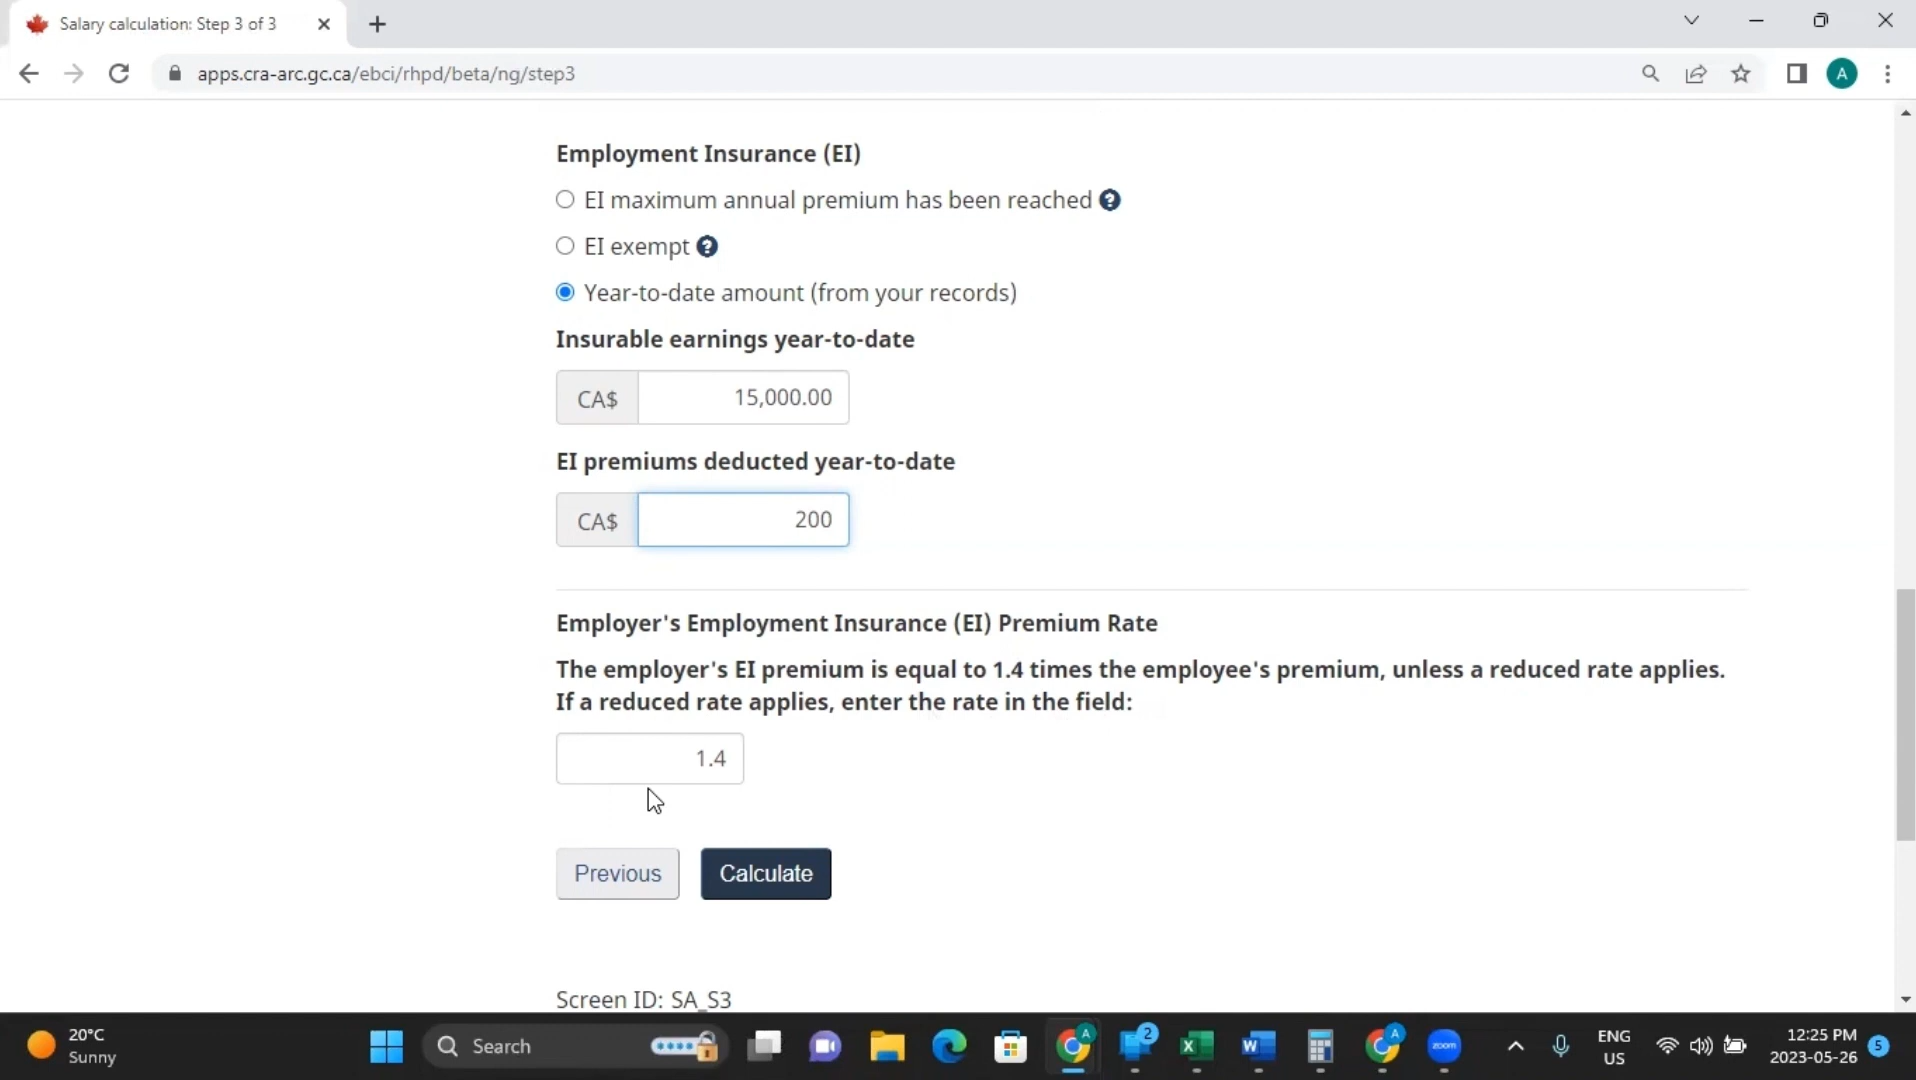 Salary calculation: Step 3 of 3
apps.cra-arc.gc.ca/ebci/rhpd/beta/ng/step3
A
Employment Insurance (EI)
EI maximum annual premium has been reached ?
EI exempt ?
Year-to-date amount (from your records)
Insurable earnings year-to-date
CA$ 15,000.00
EI premiums deducted year-to-date
CA$ 200
Employer's Employment Insurance (EI) Premium Rate
The employer's EI premium is equal to 1.4 times the employee's premium, unless a reduced rate applies.
If a reduced rate applies, enter the rate in the field:
1.4
Previous Calculate
Screen ID: SA_S3
20°C
Sunny
Search
A
2
X
W
A
zoom
ENG
US
12:25 PM
2023-05-26
5